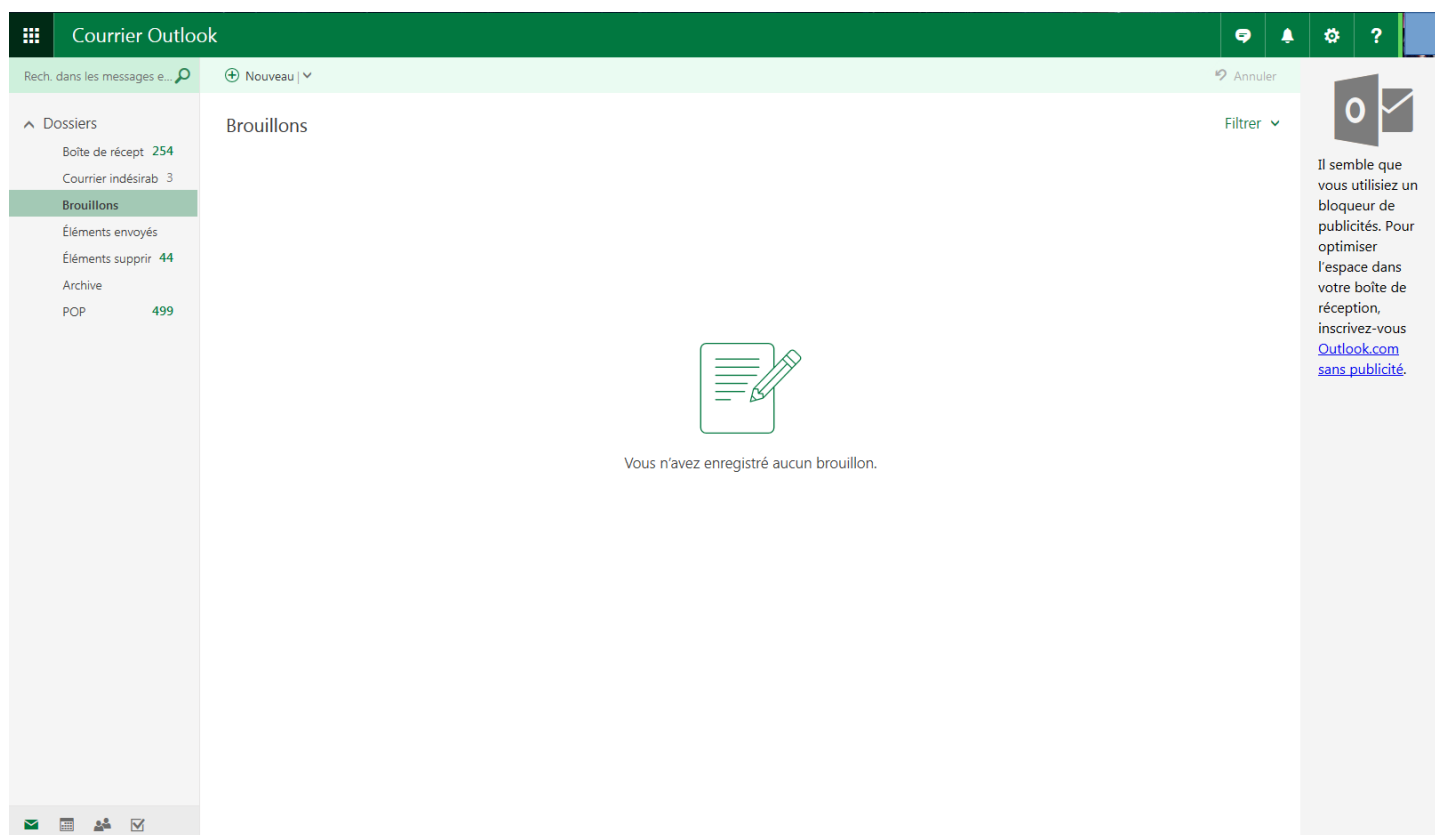 Courrier Outlook
?
Rech. dans les messages e...
Nouveau |
Annuler
Dossiers
Boîte de récept 254
Courrier indésirab 3
Brouillons
Éléments envoyés
Éléments supprir 44
Archive
POP 499
Brouillons
Filtrer
Vous n'avez enregistré aucun brouillon.
O
Il semble que
vous utilisiez un
bloqueur de
publicités. Pour
optimiser
l'espace dans
votre boîte de
réception,
inscrivez-vous
Outlook.com
sans publicité.